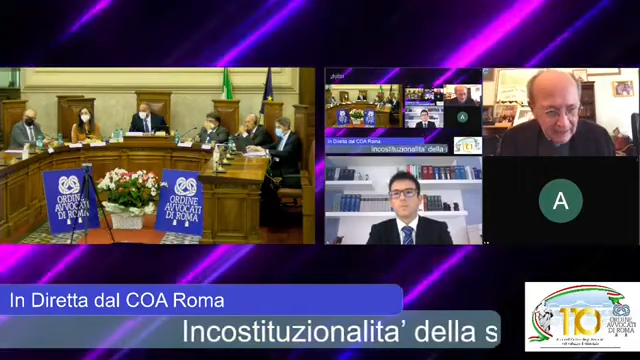 ORDINE
AVVOCATI
DI ROMA
ORDINE
AVVOCATI
DI ROMA
In Diretta dal COA Roma
Incostituzionalita' della s
A
A
In Diretta dal COA Roma
Incostituzionalita' della s
110
ORDINE
AVVOCATI
DI ROMA